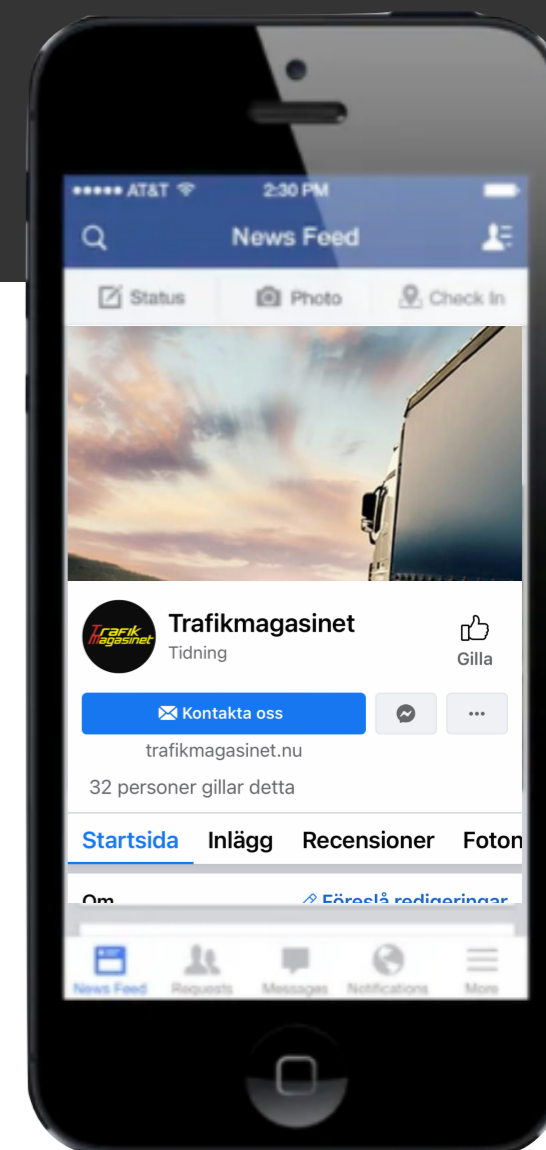 AT&T 2:30 PM
News Feed
Status Photo Check In
Trafik
Magasinet
Trafikmagasinet
Tidning
Gilla
Kontakta oss
trafikmagasinet.nu
32 personer gillar detta
Startsida Inlägg Recensioner Foton
Om Föreslå redigeringar
News Feed Requests Messages Notifications More